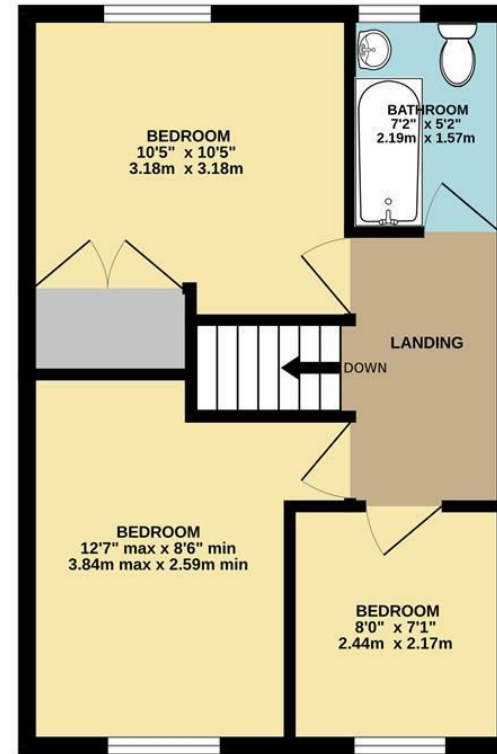 BEDROOM
10'5" x 10'5"
3.18m x 3.18m
BATHROOM
7'2" x 5'2"
2.19m x 1.57m
LANDING
DOWN
BEDROOM
12'7" max x 8'6" min
3.84m max x 2.59m min
BEDROOM
8'0" x 7'1"
2.44m x 2.17m